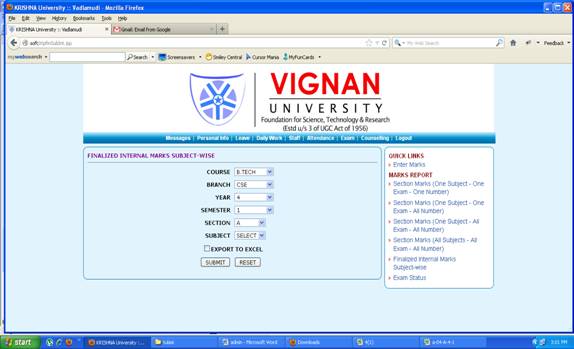 KRISHNA University :: Vadlamudi - Mozilla Firefox
File Edit View History Bookmarks Tools Help
KRISHNA University :: Vadlamudi
Gmail: Email from Google
My Web Search
Feedback
mywebsearch
Search
Screensavers
Smiley Central
Cursor Mania
MyFunCards
VIGNAN
UNIVERSITY
Foundation for Science, Technology & Research
(Estd u/s 3 of UGC Act of 1956)
Messages | Personal Info | Leave | Daily Work | Staff | Attendance | Exam | Counselling | Logout
FINALIZED INTERNAL MARKS SUBJECT-WISE
COURSE B.TECH
BRANCH CSE
YEAR 4
SEMESTER 1
SECTION A
SUBJECT SELECT
EXPORT TO EXCEL
SUBMIT RESET
QUICK LINKS
Enter Marks
MARKS REPORT
Section Marks (One Subject - One
Exam - One Number)
Section Marks (One Subject - One
Exam - All Number)
Section Marks (One Subject - All
Exam - All Number)
Section Marks (All Subjects - All
Exam - All Number)
Finalized Internal Marks
Subject-wise
Exam Status
start
KRISHNA University :: ...
admin - Microsoft Word
Downloads
4(1)
a-04-A-4-1
3:01 PM